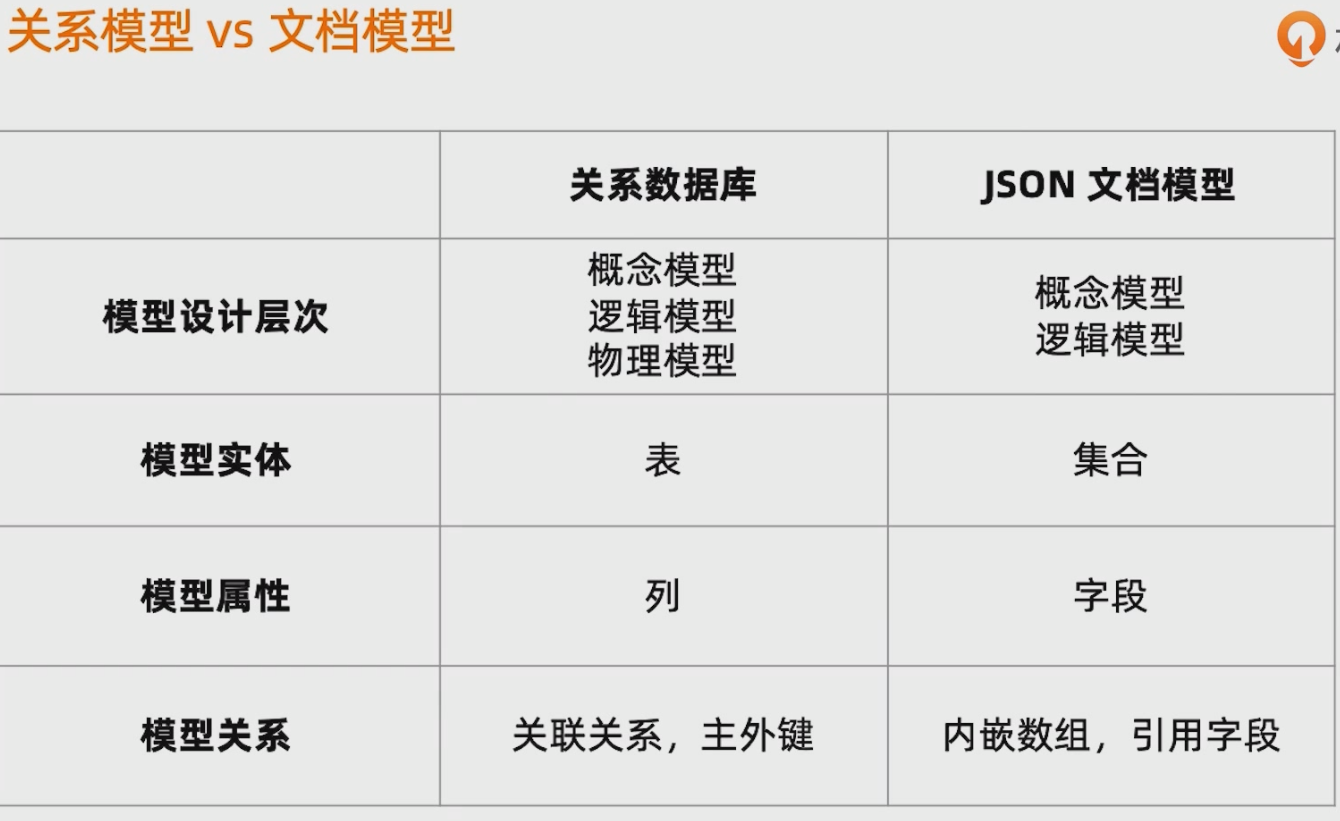 关系模型 vs 文档模型
关系数据库
JSON 文档模型
模型设计层次
概念模型
逻辑模型
物理模型
概念模型
逻辑模型
模型实体
表
集合
模型属性
列
字段
模型关系
关联关系，主外键
内嵌数组，引用字段